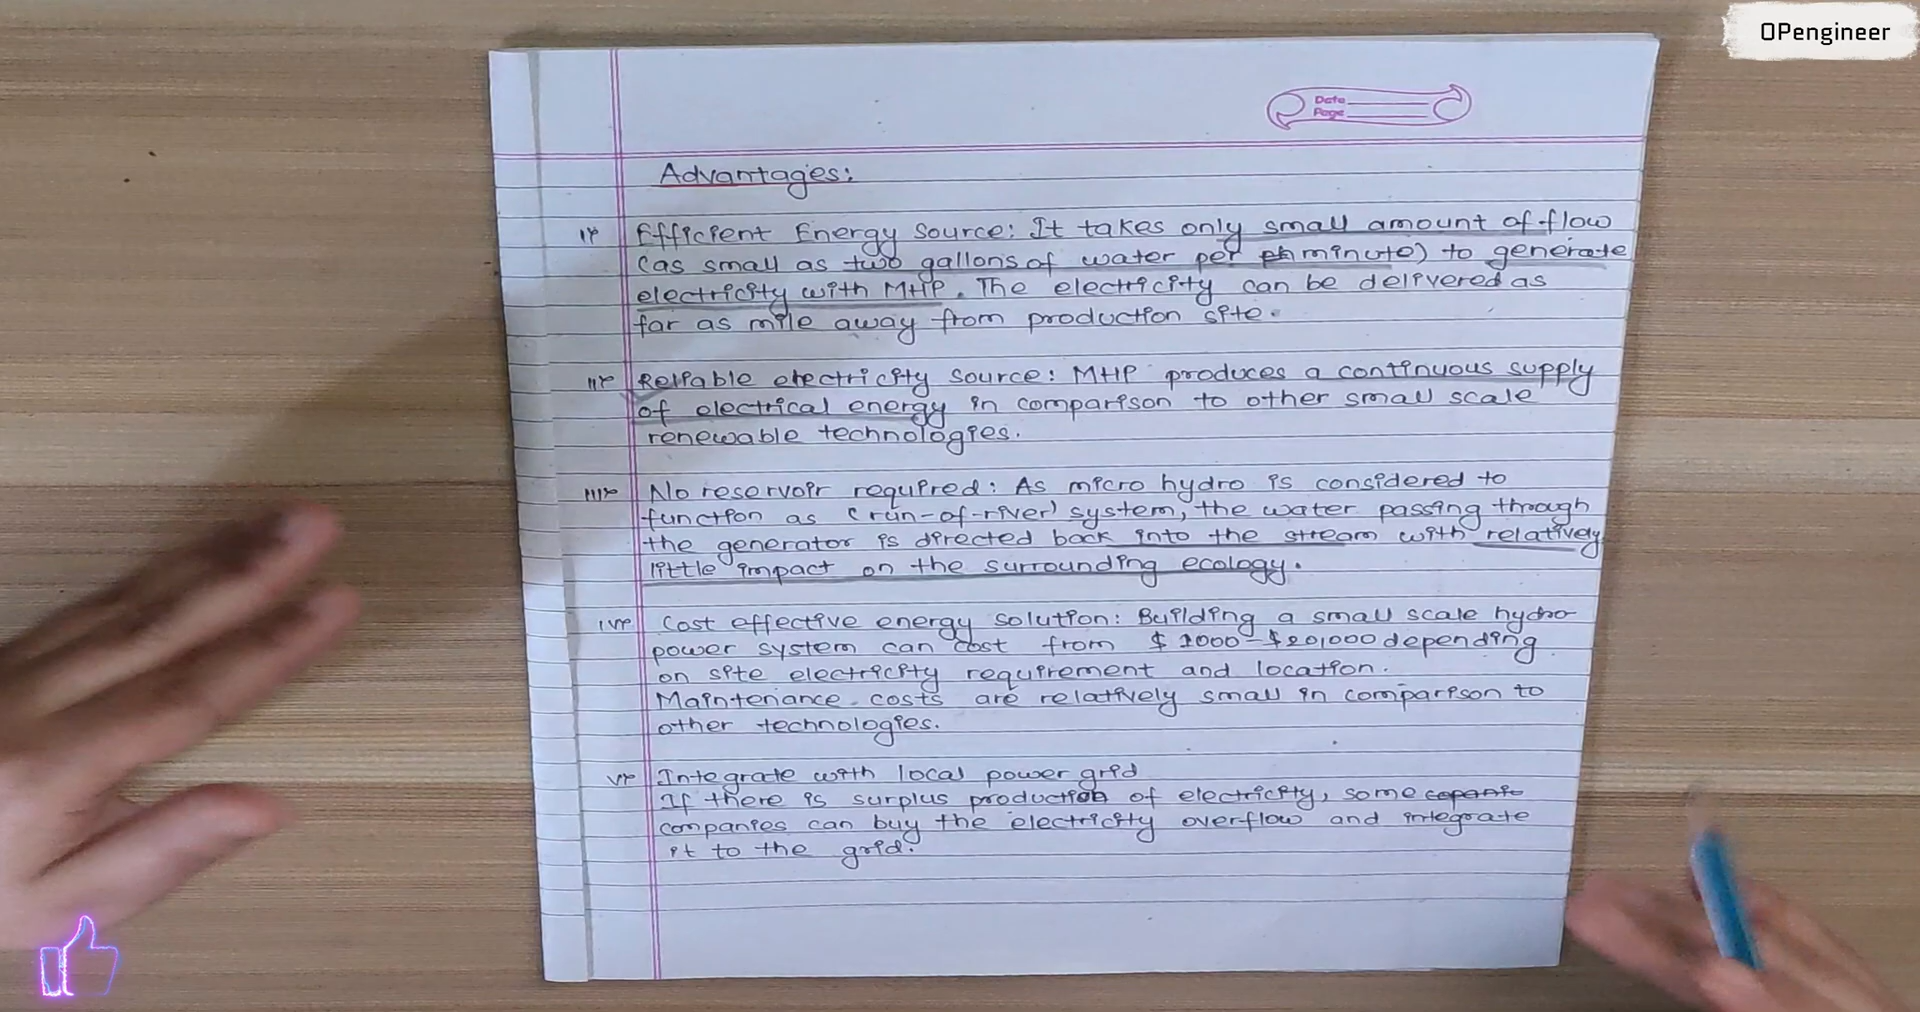 OPengineer
Date
Page
Advantages:
i) Efficient Energy Source: It takes only small amount of flow
(as small as two gallons of water per minute) to generate
electricity with MHP. The electricity can be delivered as
far as mile away from production site.
ii) Reliable electricity source: MHP produces a continuous supply
of electrical energy in comparison to other small scale
renewable technologies.
iii) No reservoir required: As micro hydro is considered to
function as 'run-of-river' system, the water passing through
the generator is directed back into the stream with relatively
little impact on the surrounding ecology.
iv) Cost effective energy solution: Building a small scale hydro
power system can cost from $ 1000-$20,000 depending
on site electricity requirement and location.
Maintenance costs are relatively small in comparison to
other technologies.
v) Integrate with local power grid
If there is surplus production of electricity, some
companies can buy the electricity overflow and integrate
it to the grid.